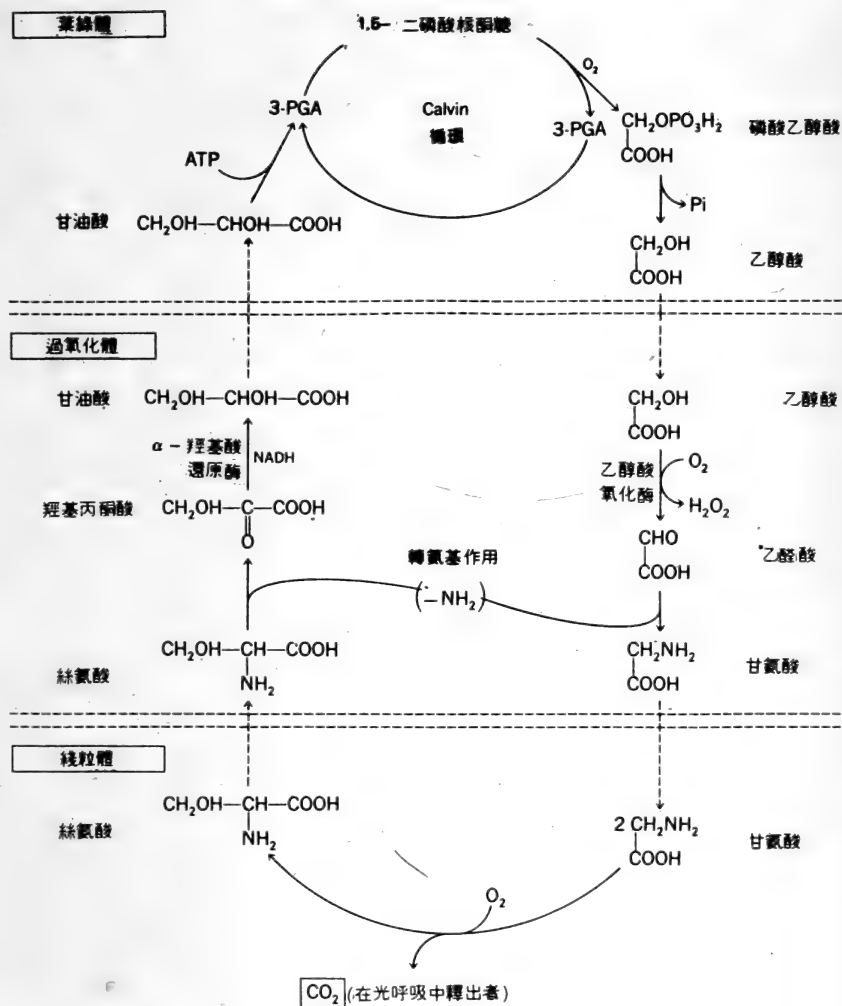 葉綠體
1,5- 二磷酸核酮糖
O₂
3-PGA
Calvin
循環
3-PGA
CH₂OPO₃H₂
COOH
磷酸乙醇酸
ATP
Pi
甘油酸
CH₂OH—CHOH—COOH
CH₂OH
COOH
乙醇酸
過氧化體
甘油酸
CH₂OH—CHOH—COOH
CH₂OH
COOH
乙醇酸
α-羥基酸
還原酶
NADH
乙醇酸
氧化酶
O₂
H₂O₂
羥基丙酮酸
CH₂OH—C—COOH
O
CHO
COOH
乙醛酸
轉氨基作用
(—NH₂)
絲氨酸
CH₂OH—CH—COOH
NH₂
CH₂NH₂
COOH
甘氨酸
綫粒體
絲氨酸
CH₂OH—CH—COOH
NH₂
2 CH₂NH₂
COOH
甘氨酸
O₂
CO₂ (在光呼吸中釋出者)